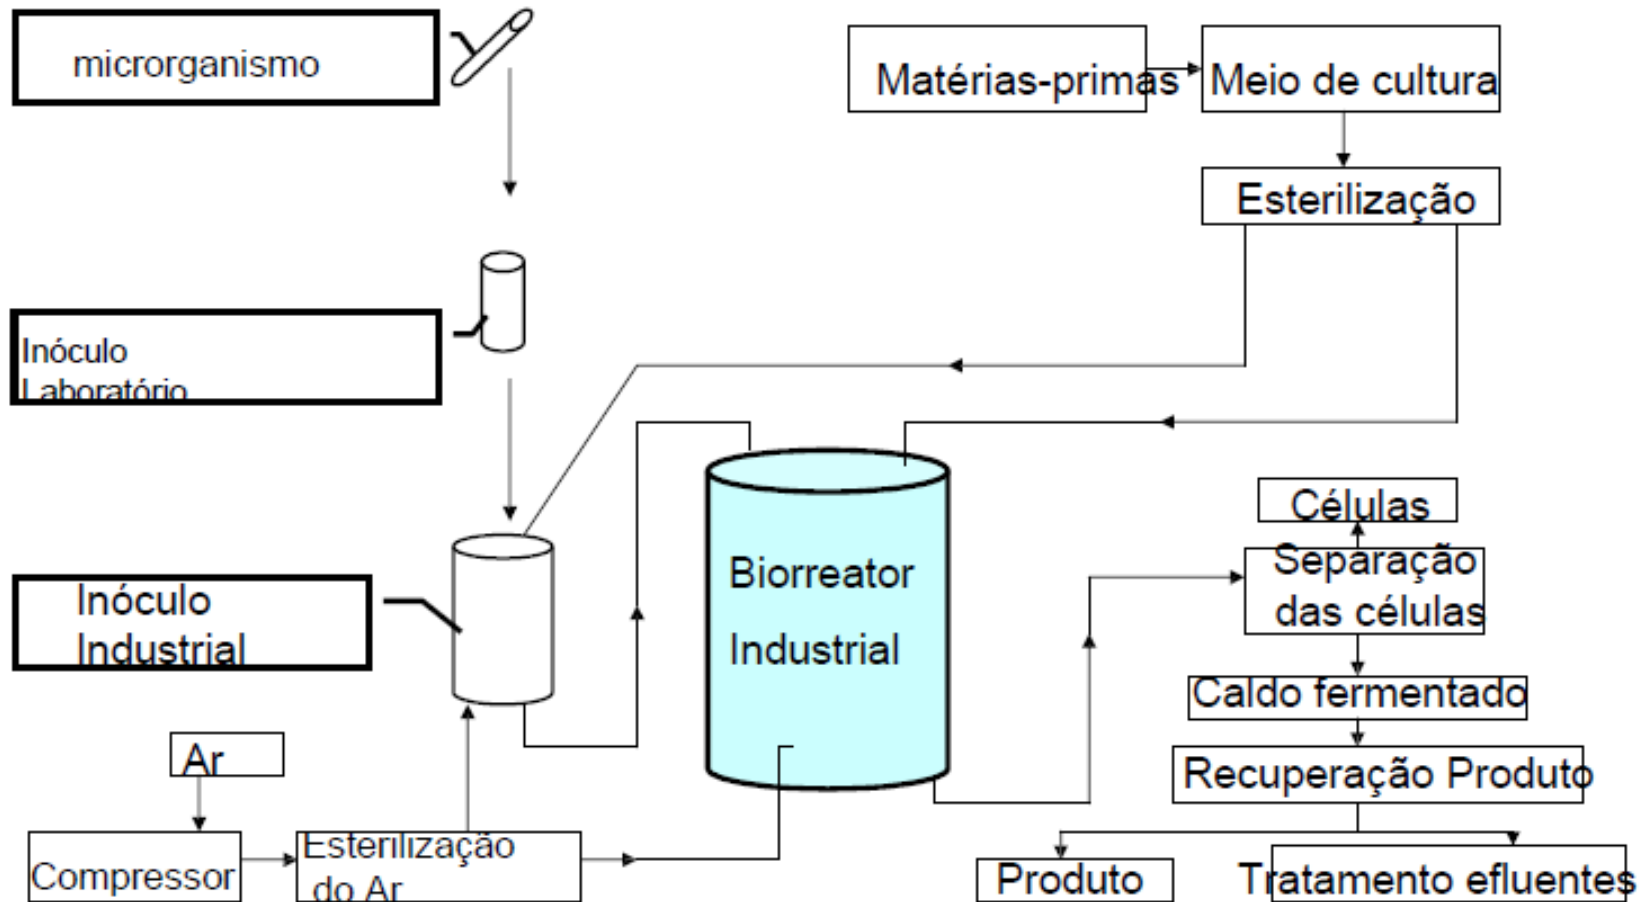 microrganismo
Matérias-primas
Meio de cultura
Esterilização
Inóculo
Laboratório
Inóculo
Industrial
Biorreator
Industrial
Células
Separação
das células
Caldo fermentado
Recuperação Produto
Produto
Tratamento efluentes
Ar
Compressor
Esterilização
do Ar